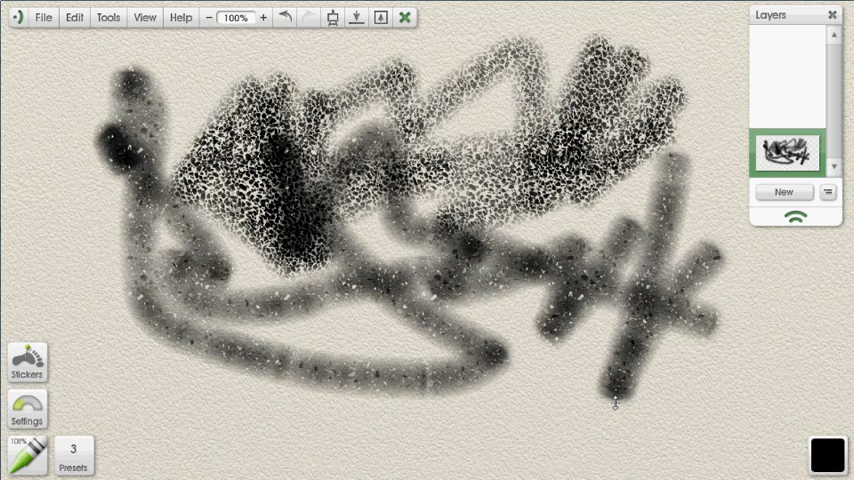 File Edit Tools View Help − 100% +
Layers
New
Stickers
Settings
100%
3
Presets